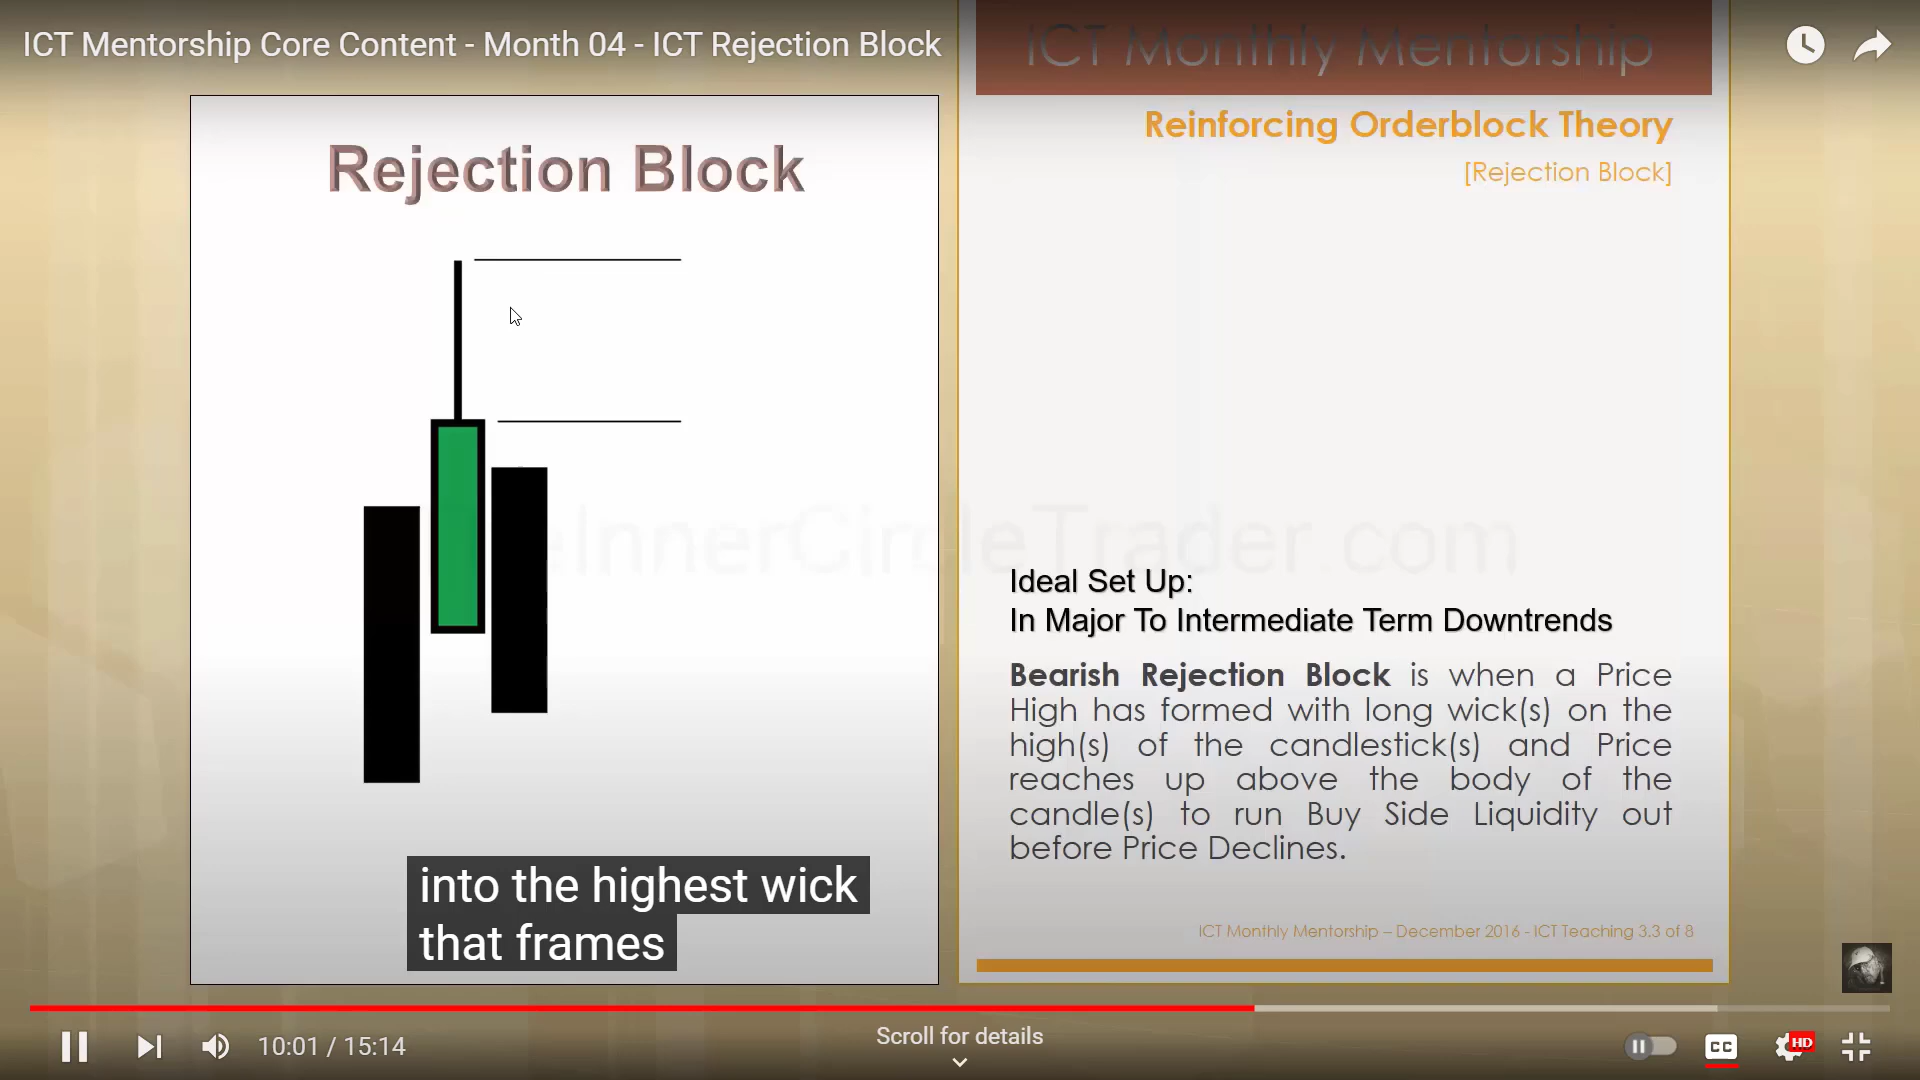 ICT Mentorship Core Content - Month 04 - ICT Rejection Block
ICT Monthly Mentorship
Reinforcing Orderblock Theory
[Rejection Block]
Rejection Block
InnerCircleTrader.com
Ideal Set Up:
In Major To Intermediate Term Downtrends
Bearish Rejection Block is when a Price
High has formed with long wick(s) on the
high(s) of the candlestick(s) and Price
reaches up above the body of the
candle(s) to run Buy Side Liquidity out
before Price Declines.
into the highest wick
that frames
ICT Monthly Mentorship – December 2016 - ICT Teaching 3.3 of 8
10:01 / 15:14
Scroll for details
CC
HD